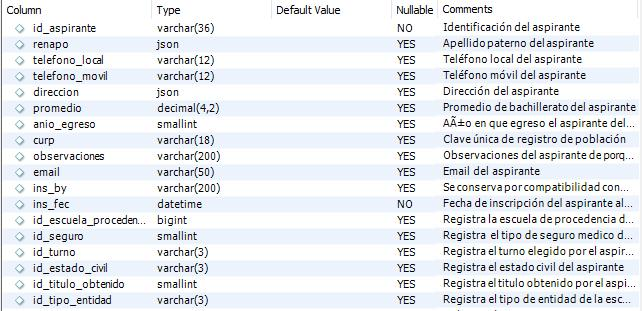 Column Type Default Value Nullable Comments
id_aspirante varchar(36) NO Identificación del aspirante
renapo json YES Apellido paterno del aspirante
telefono_local varchar(12) YES Teléfono local del aspirante
telefono_movil varchar(12) YES Teléfono móvil del aspirante
direccion json YES Dirección del aspirante
promedio decimal(4,2) YES Promedio de bachillerato del aspirante
anio_egreso smallint YES AÃ±o en que egreso el aspirante del...
curp varchar(18) YES Clave única de registro de población
observaciones varchar(200) YES Observaciones del aspirante de porq...
email varchar(50) YES Email del aspirante
ins_by varchar(200) YES Se conserva por compatibilidad con...
ins_fec datetime NO Fecha de inscripción del aspirante al...
id_escuela_proceden... bigint YES Registra la escuela de procedencia d...
id_seguro smallint YES Registra el tipo de seguro medico d...
id_turno varchar(3) YES Registra el turno elegido por el aspir...
id_estado_civil varchar(3) YES Registra el estado civil del aspirante
id_titulo_obtenido smallint YES Registra el titulo obtenido por el aspi...
id_tipo_entidad varchar(3) YES Registra el tipo de entidad de la esc...